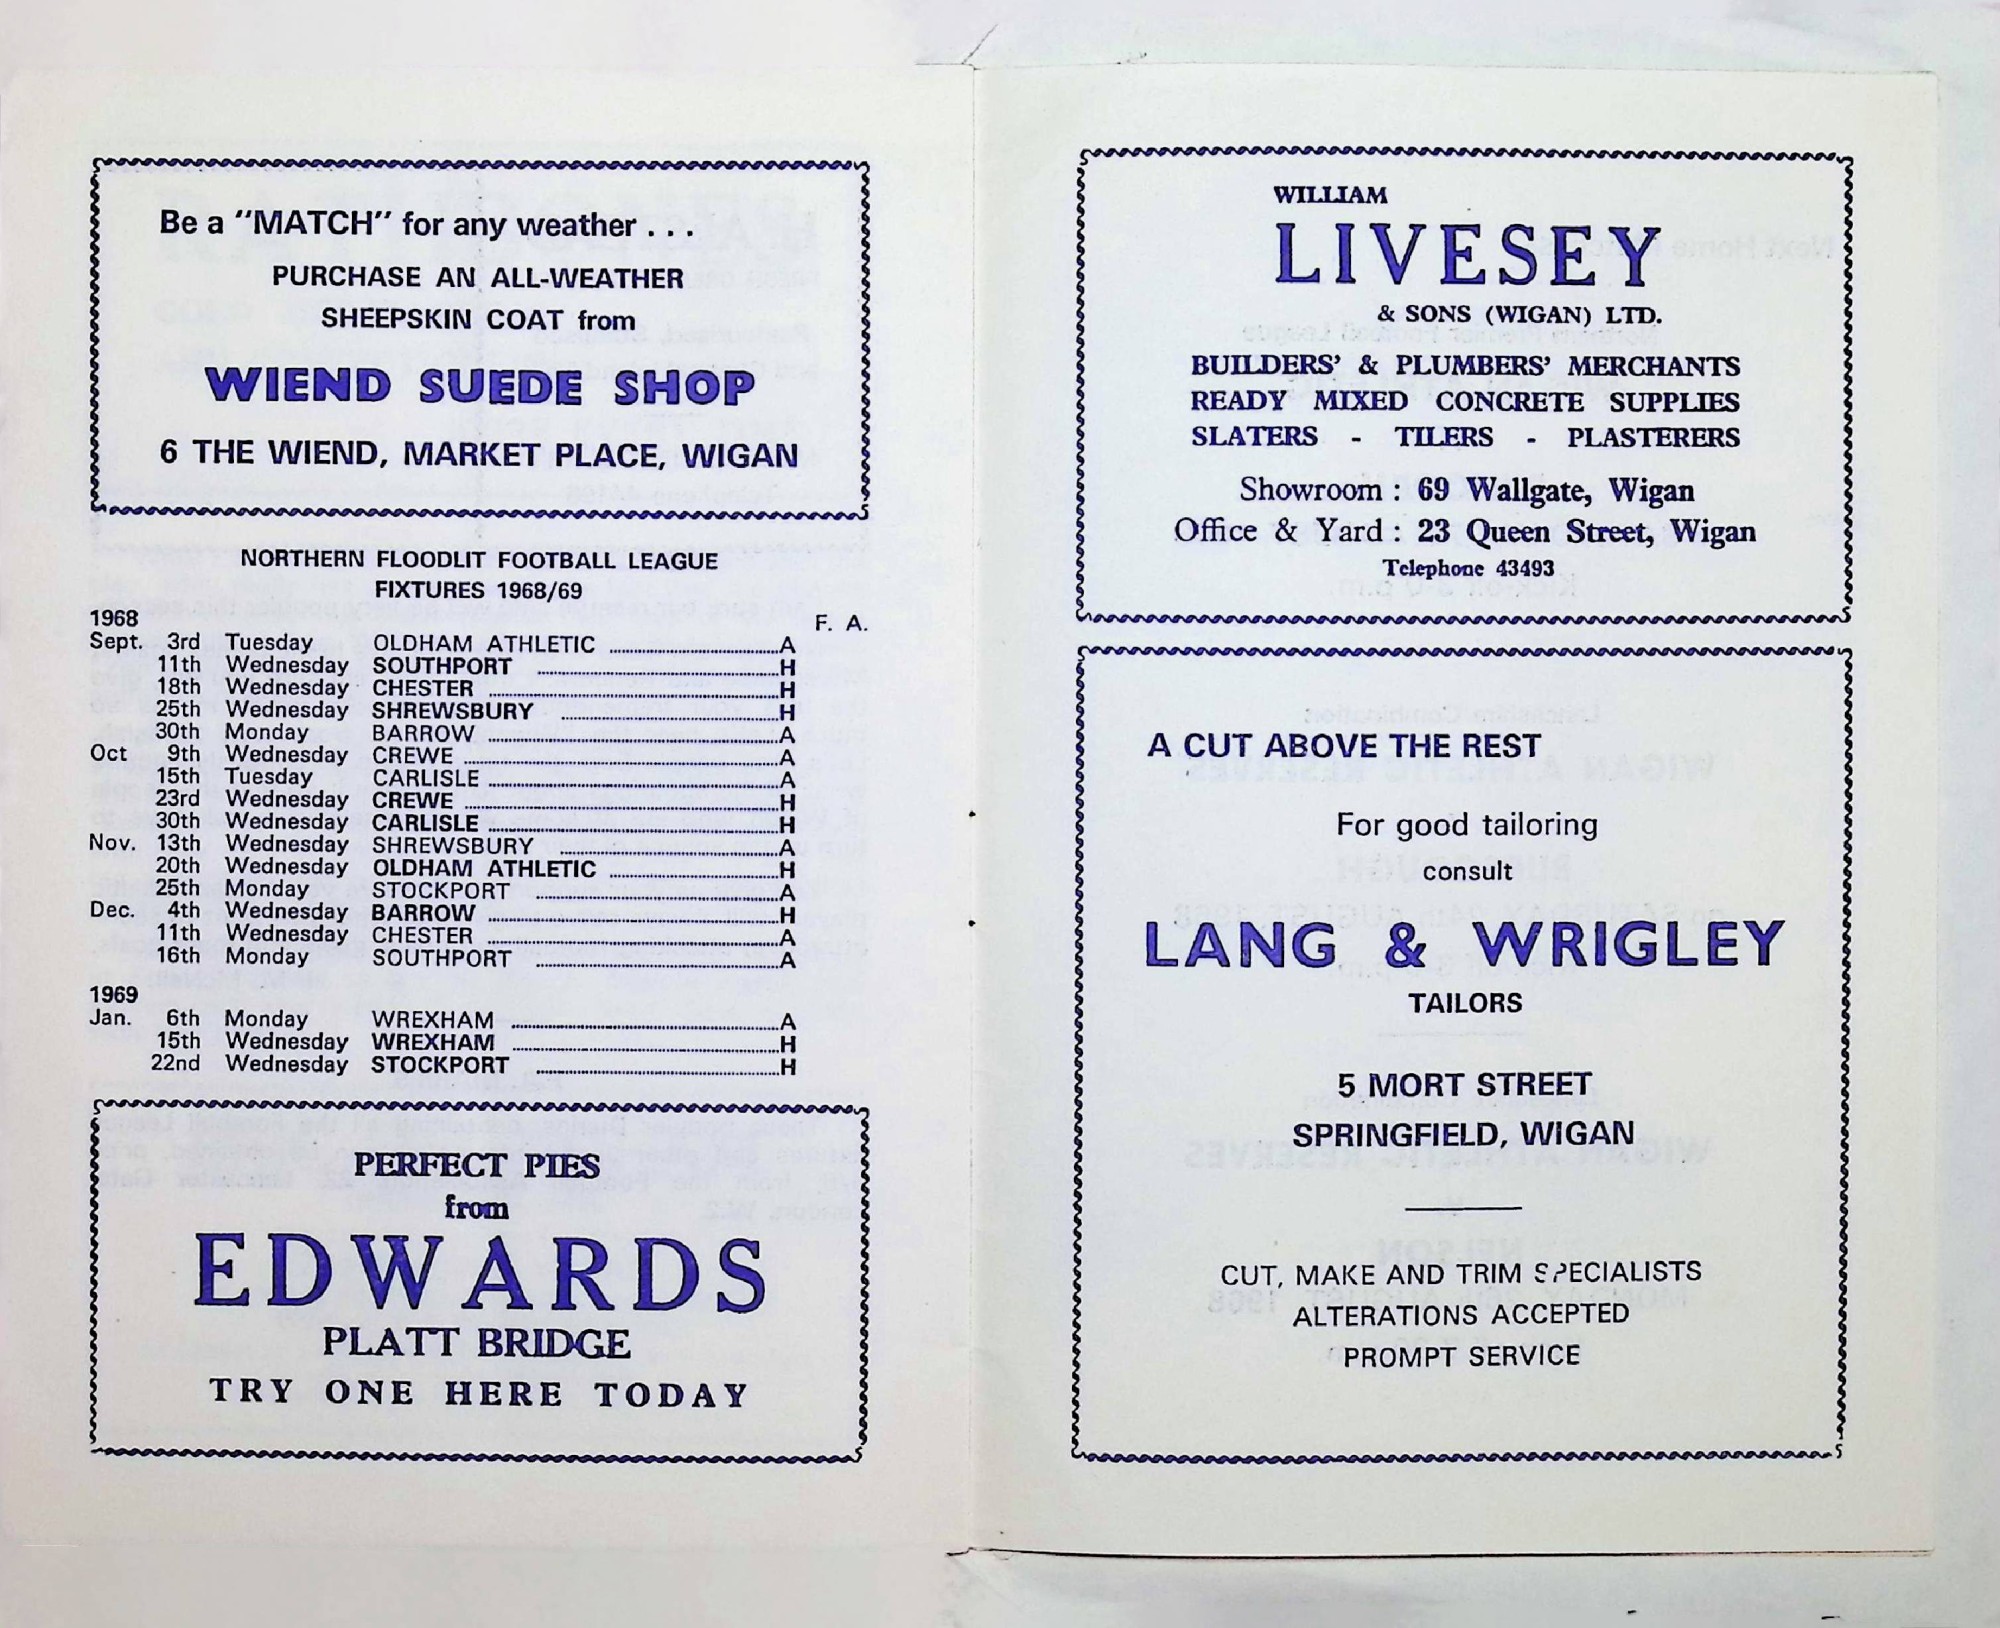 Be a "MATCH" for any weather . . .
PURCHASE AN ALL-WEATHER
SHEEPSKIN COAT from
WIEND SUEDE SHOP
6 THE WIEND, MARKET PLACE, WIGAN
NORTHERN FLOODLIT FOOTBALL LEAGUE
FIXTURES 1968/69
1968 F. A.
Sept. 3rd Tuesday OLDHAM ATHLETIC A
11th Wednesday SOUTHPORT H
18th Wednesday CHESTER H
25th Wednesday SHREWSBURY H
30th Monday BARROW A
Oct 9th Wednesday CREWE A
15th Tuesday CARLISLE A
23rd Wednesday CREWE H
30th Wednesday CARLISLE H
Nov. 13th Wednesday SHREWSBURY A
20th Wednesday OLDHAM ATHLETIC H
25th Monday STOCKPORT A
Dec. 4th Wednesday BARROW H
11th Wednesday CHESTER A
16th Monday SOUTHPORT A
1969
Jan. 6th Monday WREXHAM A
15th Wednesday WREXHAM H
22nd Wednesday STOCKPORT H
PERFECT PIES
from
EDWARDS
PLATT BRIDGE
TRY ONE HERE TODAY
WILLIAM
LIVESEY
& SONS (WIGAN) LTD.
BUILDERS' & PLUMBERS' MERCHANTS
READY MIXED CONCRETE SUPPLIES
SLATERS - TILERS - PLASTERERS
Showroom : 69 Wallgate, Wigan
Office & Yard : 23 Queen Street, Wigan
Telephone 43493
A CUT ABOVE THE REST
For good tailoring
consult
LANG & WRIGLEY
TAILORS
5 MORT STREET
SPRINGFIELD, WIGAN
CUT, MAKE AND TRIM SPECIALISTS
ALTERATIONS ACCEPTED
PROMPT SERVICE